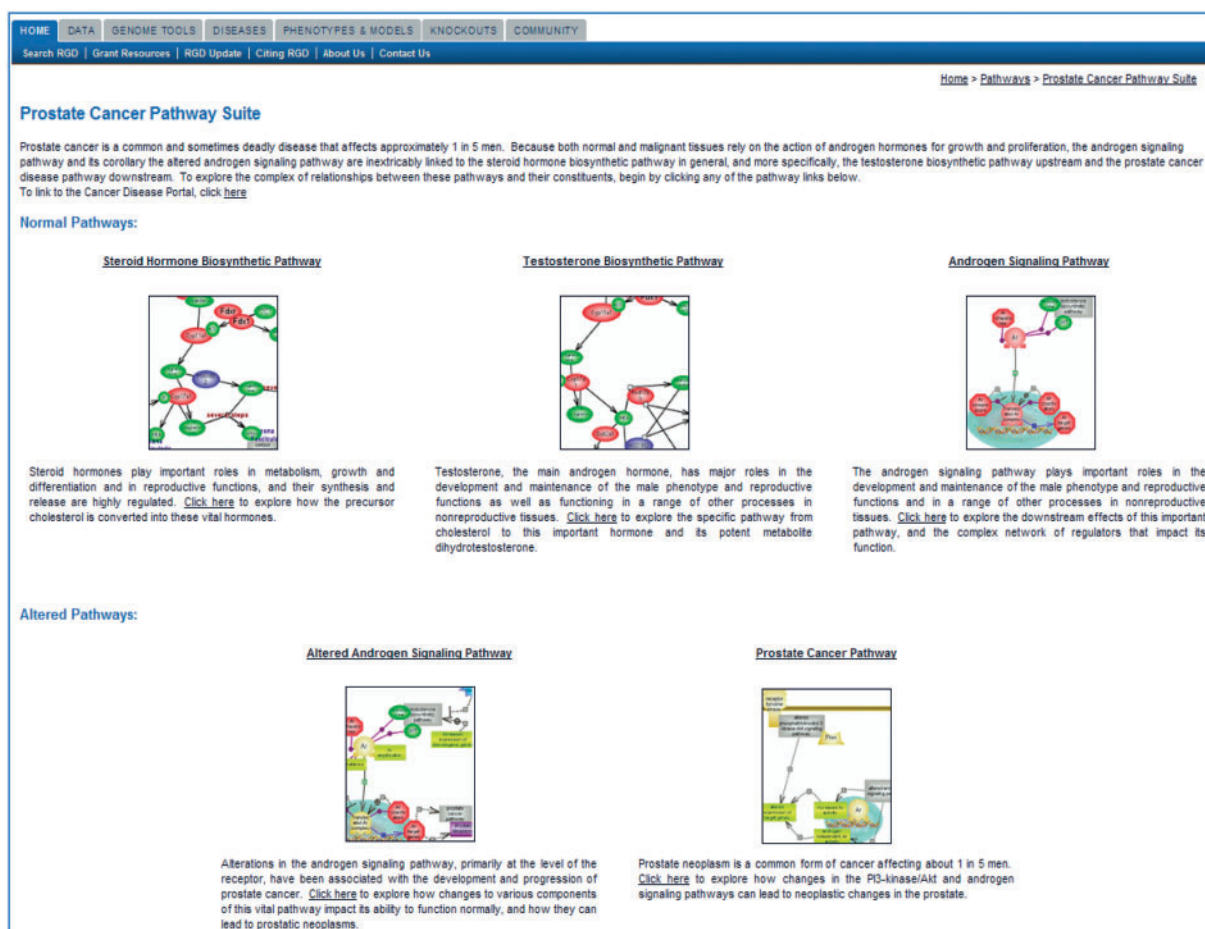 HOME DATA GENOME TOOLS DISEASES PHENOTYPES & MODELS KNOCKOUTS COMMUNITY
Search RGD | Grant Resources | RGD Update | Citing RGD | About Us | Contact Us
Home > Pathways > Prostate Cancer Pathway Suite
Prostate Cancer Pathway Suite
Prostate cancer is a common and sometimes deadly disease that affects approximately 1 in 5 men. Because both normal and malignant tissues rely on the action of androgen hormones for growth and proliferation, the androgen signaling
pathway and its corollary the altered androgen signaling pathway are inextricably linked to the steroid hormone biosynthetic pathway in general, and more specifically, the testosterone biosynthetic pathway upstream and the prostate cancer
disease pathway downstream. To explore the complex of relationships between these pathways and their constituents, begin by clicking any of the pathway links below.
To link to the Cancer Disease Portal, click here
Normal Pathways:
Steroid Hormone Biosynthetic Pathway
Fdxr
Fdx1
several steps
Steroid hormones play important roles in metabolism, growth and
differentiation and in reproductive functions, and their synthesis and
release are highly regulated. Click here to explore how the precursor
cholesterol is converted into these vital hormones.
Testosterone Biosynthetic Pathway
Testosterone, the main androgen hormone, has major roles in the
development and maintenance of the male phenotype and reproductive
functions as well as functioning in a range of other processes in
nonreproductive tissues. Click here to explore the specific pathway from
cholesterol to this important hormone and its potent metabolite
dihydrotestosterone.
Androgen Signaling Pathway
Ar
The androgen signaling pathway plays important roles in the
development and maintenance of the male phenotype and reproductive
functions and in a range of other processes in nonreproductive
tissues. Click here to explore the downstream effects of this important
pathway, and the complex network of regulators that impact its
function.
Altered Pathways:
Altered Androgen Signaling Pathway
Ar
prostate
cancer
pathway
Alterations in the androgen signaling pathway, primarily at the level of the
receptor, have been associated with the development and progression of
prostate cancer. Click here to explore how changes to various components
of this vital pathway impact its ability to function normally, and how they can
lead to prostatic neoplasms.
Prostate Cancer Pathway
Pten
Ar
Prostate neoplasm is a common form of cancer affecting about 1 in 5 men.
Click here to explore how changes in the PI3-kinase/Akt and androgen
signaling pathways can lead to neoplastic changes in the prostate.